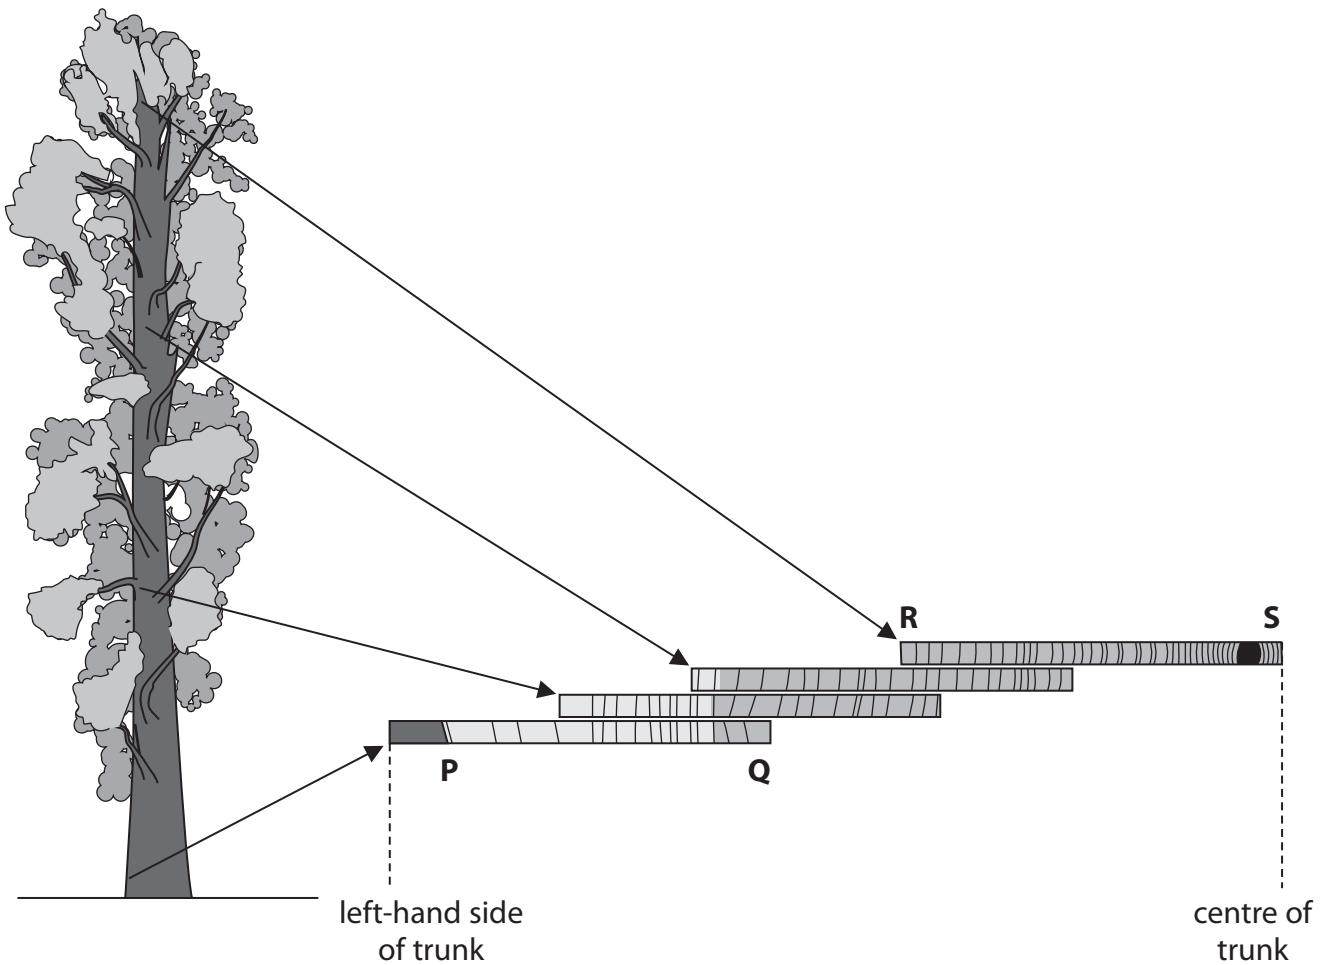 R
S
P
Q
left-hand side
of trunk
centre of
trunk